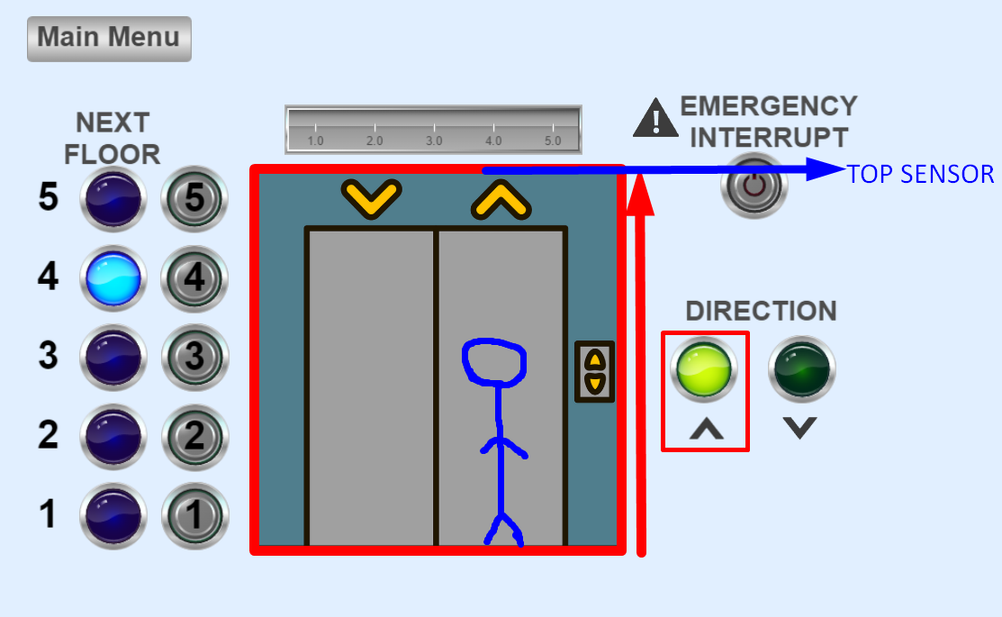 Main Menu
NEXT
FLOOR
1.0 2.0 3.0 4.0 5.0
EMERGENCY
INTERRUPT
TOP SENSOR
5 5
4 4
3 3
2 2
1 1
DIRECTION